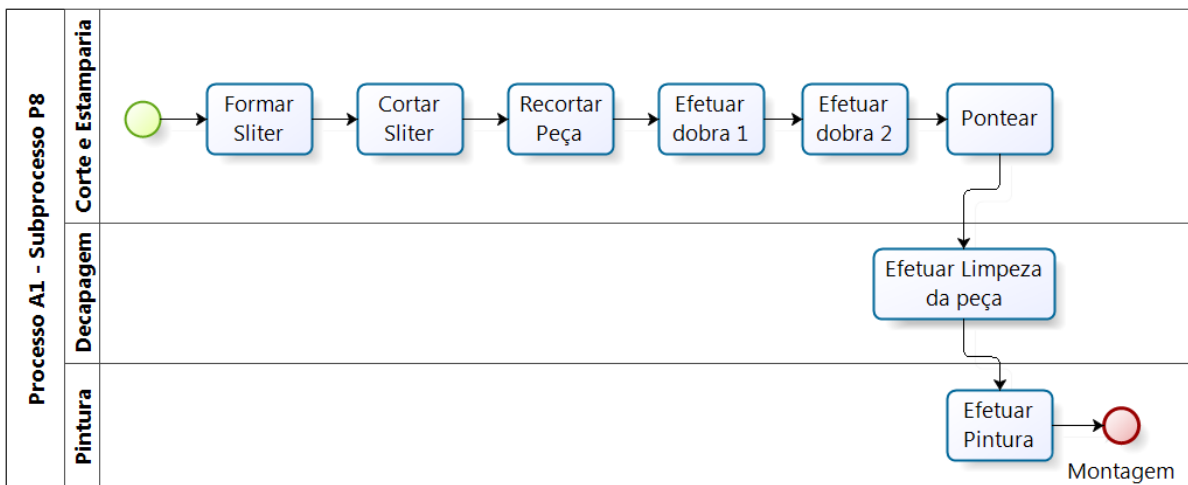 Processo A1 - Subprocesso P8
Corte e Estamparia
Formar
Sliter
Cortar
Sliter
Recortar
Peça
Efetuar
dobra 1
Efetuar
dobra 2
Pontear
Decapagem
Efetuar Limpeza
da peça
Pintura
Efetuar
Pintura
Montagem